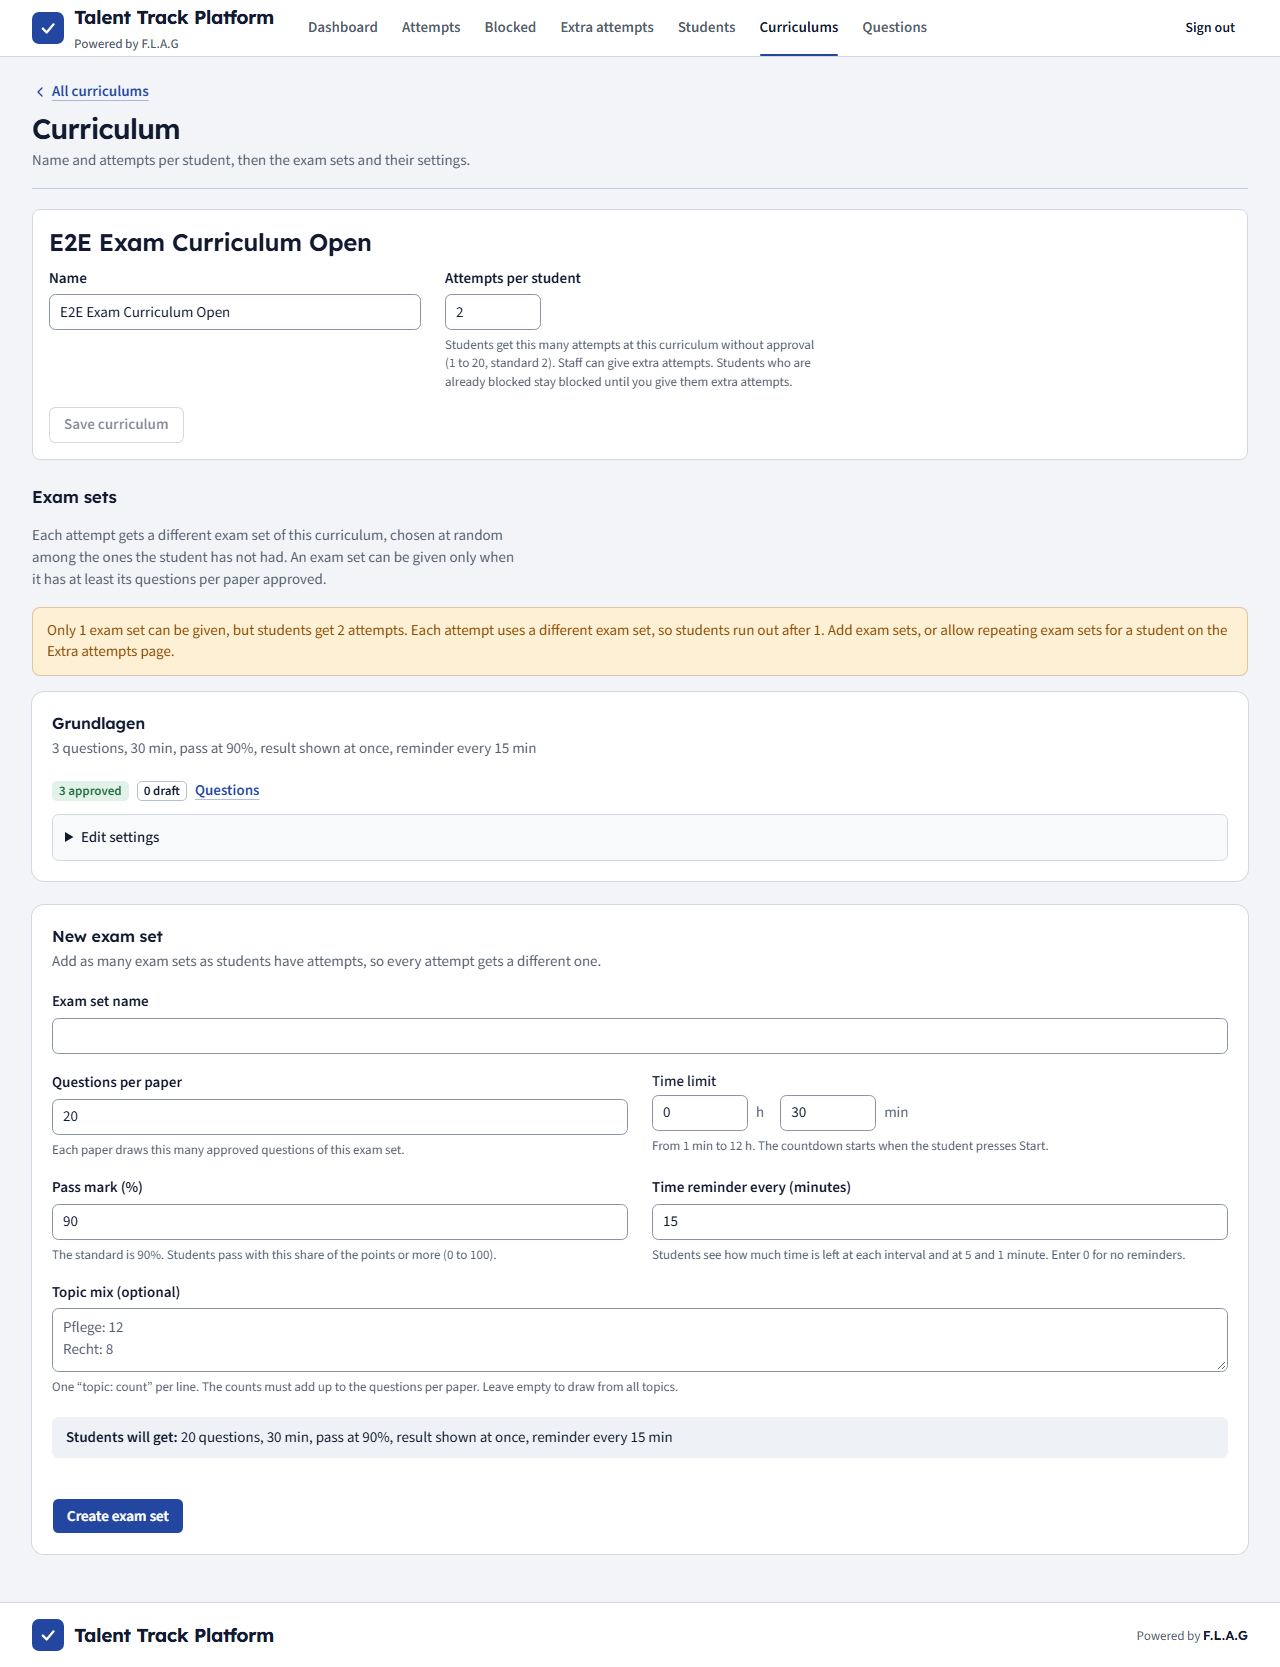 Talent Track Platform
Powered by F.L.A.G
Dashboard Attempts Blocked Extra attempts Students Curriculums Questions Sign out
All curriculums
Curriculum
Name and attempts per student, then the exam sets and their settings.
E2E Exam Curriculum Open
Name
E2E Exam Curriculum Open
Attempts per student
2
Students get this many attempts at this curriculum without approval
(1 to 20, standard 2). Staff can give extra attempts. Students who are
already blocked stay blocked until you give them extra attempts.
Save curriculum
Exam sets
Each attempt gets a different exam set of this curriculum, chosen at random
among the ones the student has not had. An exam set can be given only when
it has at least its questions per paper approved.
Only 1 exam set can be given, but students get 2 attempts. Each attempt uses a different exam set, so students run out after 1. Add exam sets, or allow repeating exam sets for a student on the
Extra attempts page.
Grundlagen
3 questions, 30 min, pass at 90%, result shown at once, reminder every 15 min
3 approved 0 draft Questions
Edit settings
New exam set
Add as many exam sets as students have attempts, so every attempt gets a different one.
Exam set name
Questions per paper
20
Each paper draws this many approved questions of this exam set.
Time limit
0 h 30 min
From 1 min to 12 h. The countdown starts when the student presses Start.
Pass mark (%)
90
The standard is 90%. Students pass with this share of the points or more (0 to 100).
Time reminder every (minutes)
15
Students see how much time is left at each interval and at 5 and 1 minute. Enter 0 for no reminders.
Topic mix (optional)
Pflege: 12
Recht: 8
One “topic: count” per line. The counts must add up to the questions per paper. Leave empty to draw from all topics.
Students will get: 20 questions, 30 min, pass at 90%, result shown at once, reminder every 15 min
Create exam set
Talent Track Platform
Powered by F.L.A.G